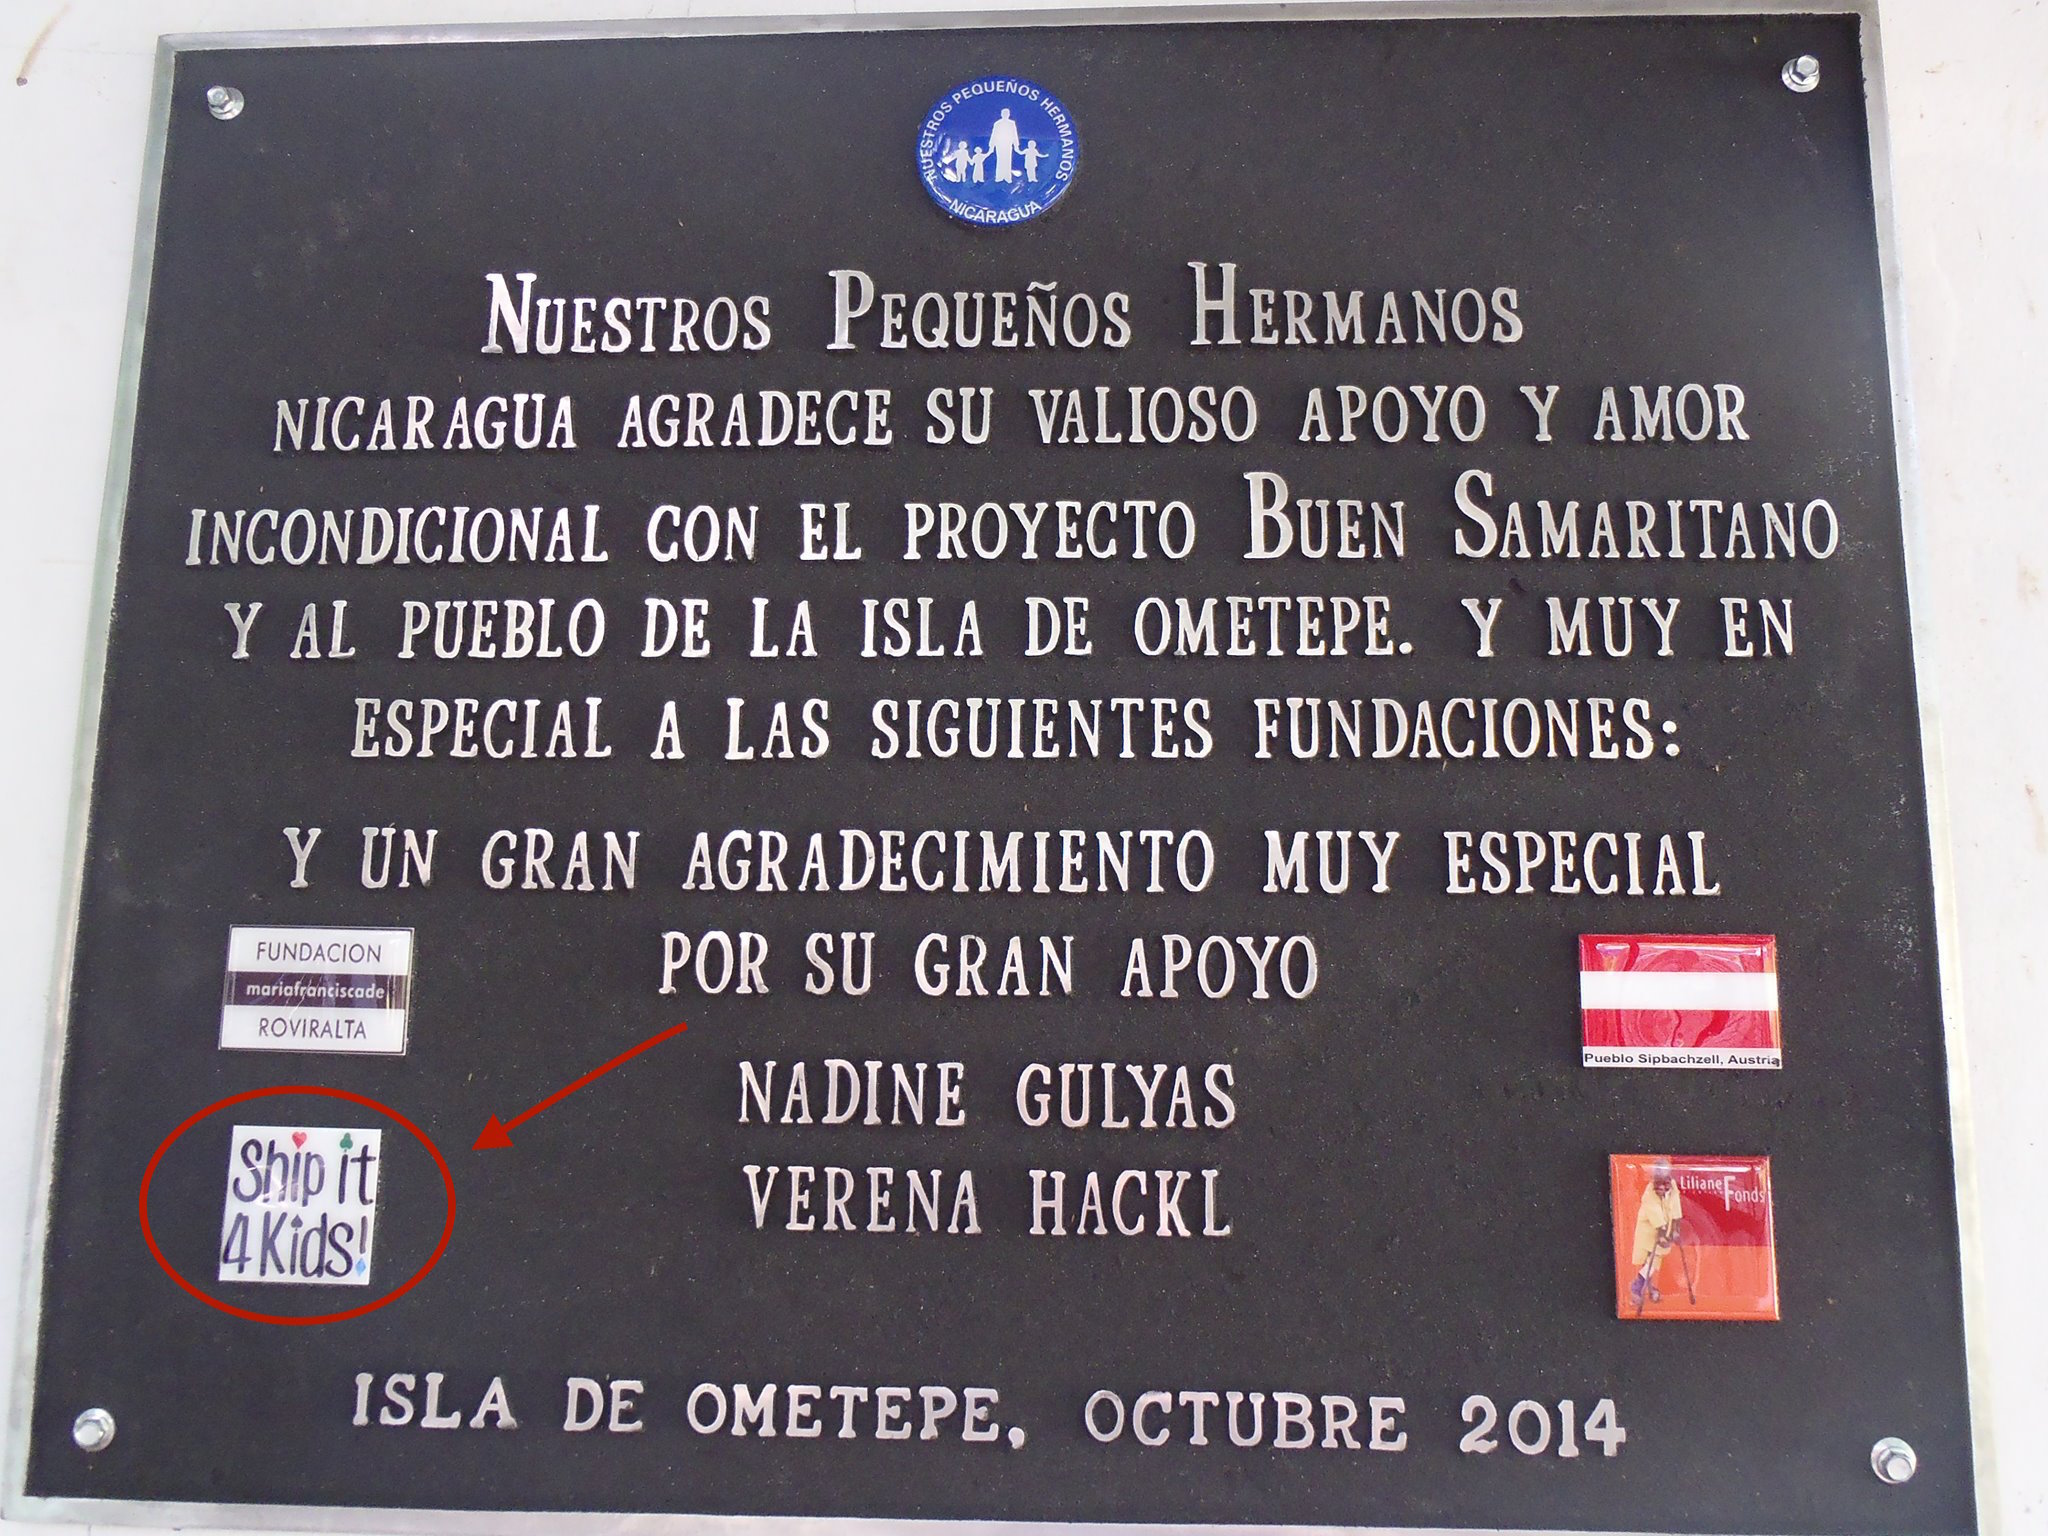 NUESTROS PEQUEÑOS HERMANOS
NICARAGUA
NUESTROS PEQUEÑOS HERMANOS
NICARAGUA AGRADECE SU VALIOSO APOYO Y AMOR
INCONDICIONAL CON EL PROYECTO BUEN SAMARITANO
Y AL PUEBLO DE LA ISLA DE OMETEPE. Y MUY EN
ESPECIAL A LAS SIGUIENTES FUNDACIONES:
Y UN GRAN AGRADECIMIENTO MUY ESPECIAL
POR SU GRAN APOYO
FUNDACION
mariafranciscade
ROVIRALTA
Pueblo Sipbachzell, Austria
NADINE GULYAS
VERENA HACKL
Ship it
4 Kids!
Liliane Fonds
ISLA DE OMETEPE, OCTUBRE 2014